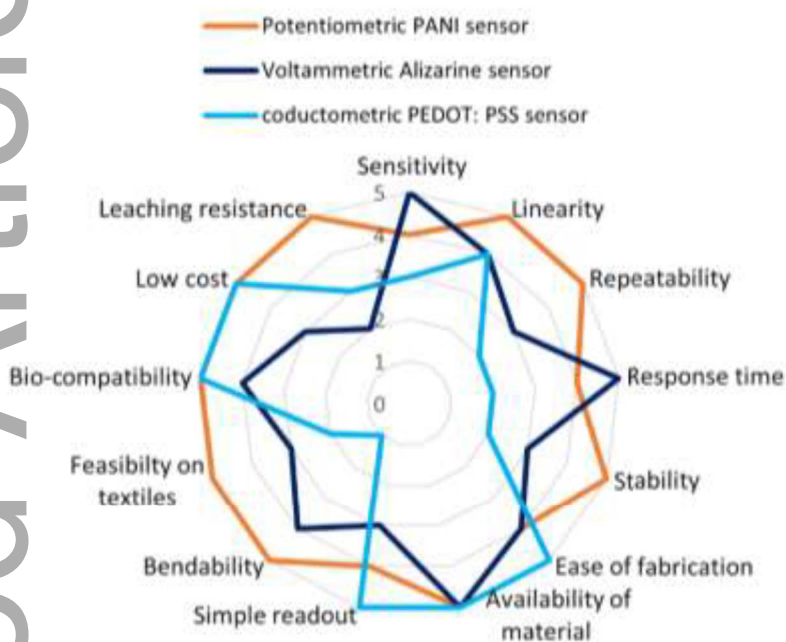 Potentiometric PANI sensor
Voltammetric Alizarine sensor
coductometric PEDOT: PSS sensor
Sensitivity
5
Leaching resistance
Linearity
4
Low cost
3
Repeatability
2
Bio-compatibility
1
Response time
0
Feasibilty on
textiles
Stability
Bendability
Ease of fabrication
Simple readout
Availability of
material